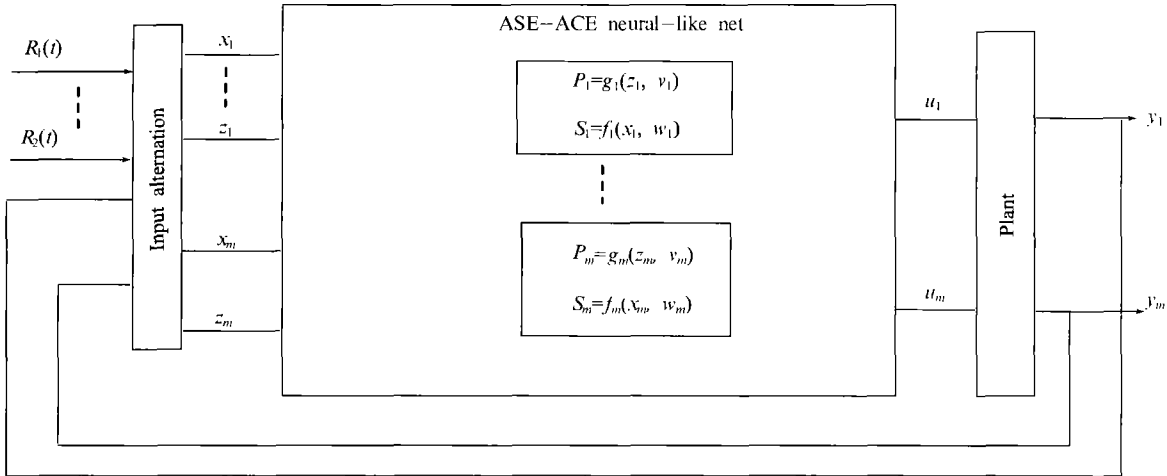 ASE-ACE neural-like net
R₁(t)
R₂(t)
Input alternation
x₁
z₁
xₘ
zₘ
P₁=g₁(z₁, v₁)
S₁=f₁(x₁, w₁)
Pₘ=gₘ(zₘ, vₘ)
Sₘ=fₘ(xₘ, wₘ)
u₁
uₘ
Plant
y₁
yₘ